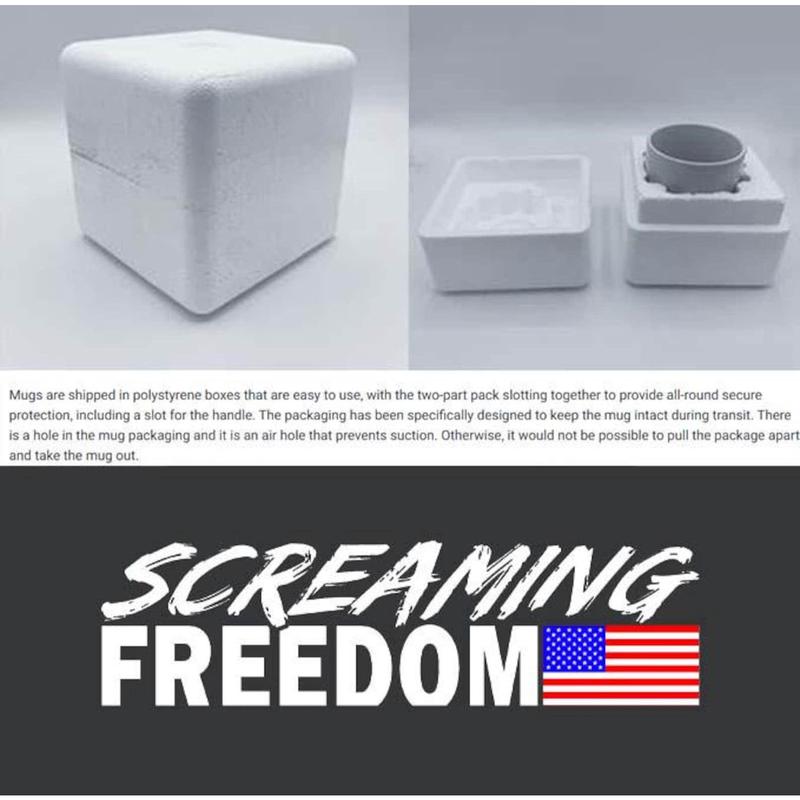 Mugs are shipped in polystyrene boxes that are easy to use, with the two-part pack slotting together to provide all-round secure
protection, including a slot for the handle. The packaging has been specifically designed to keep the mug intact during transit. There
is a hole in the mug packaging and it is an air hole that prevents suction. Otherwise, it would not be possible to pull the package apart
and take the mug out.
SCREAMING
FREEDOM